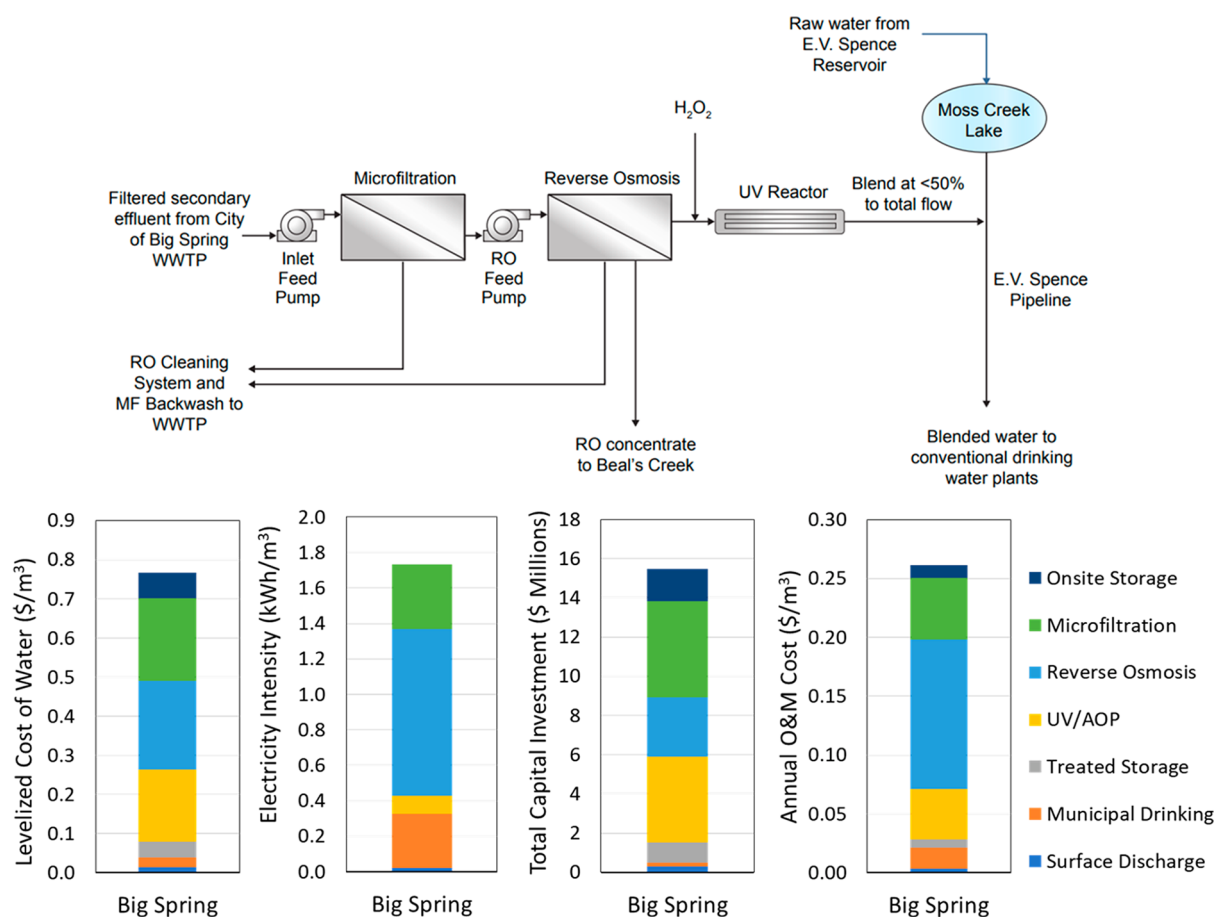 Raw water from
E.V. Spence
Reservoir
Moss Creek
Lake
H₂O₂
Microfiltration
Reverse Osmosis
UV Reactor
Blend at <50%
to total flow
Filtered secondary
effluent from City
of Big Spring
WWTP
Inlet
Feed
Pump
RO
Feed
Pump
E.V. Spence
Pipeline
RO Cleaning
System and
MF Backwash to
WWTP
RO concentrate
to Beal's Creek
Blended water to
conventional drinking
water plants
Levelized Cost of Water ($/m³)
0.9
0.8
0.7
0.6
0.5
0.4
0.3
0.2
0.1
0.0
Big Spring
Electricity Intensity (kWh/m³)
2.0
1.8
1.6
1.4
1.2
1.0
0.8
0.6
0.4
0.2
0.0
Big Spring
Total Capital Investment ($ Millions)
18
16
14
12
10
8
6
4
2
0
Big Spring
Annual O&M Cost ($/m³)
0.30
0.25
0.20
0.15
0.10
0.05
0.00
Big Spring
Onsite Storage
Microfiltration
Reverse Osmosis
UV/AOP
Treated Storage
Municipal Drinking
Surface Discharge